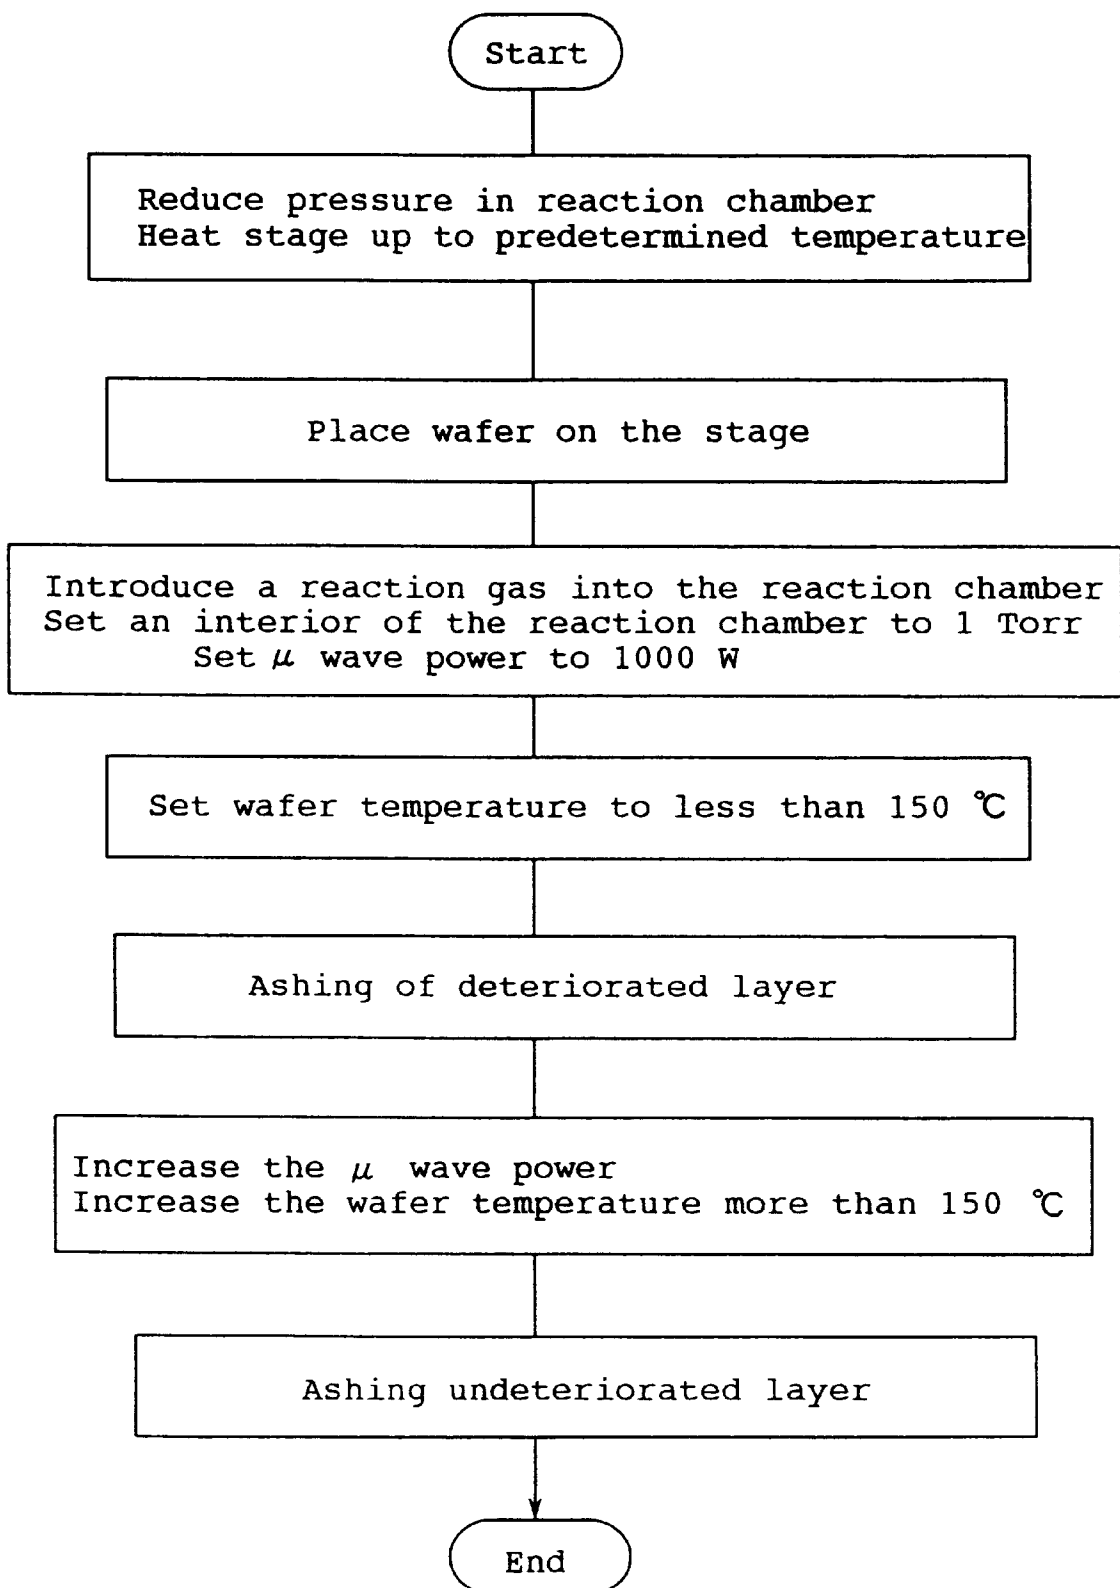 Start
Reduce pressure in reaction chamber
Heat stage up to predetermined temperature
Place wafer on the stage
Introduce a reaction gas into the reaction chamber
Set an interior of the reaction chamber to 1 Torr
Set μ wave power to 1000 W
Set wafer temperature to less than 150 ℃
Ashing of deteriorated layer
Increase the μ wave power
Increase the wafer temperature more than 150 ℃
Ashing undeteriorated layer
End